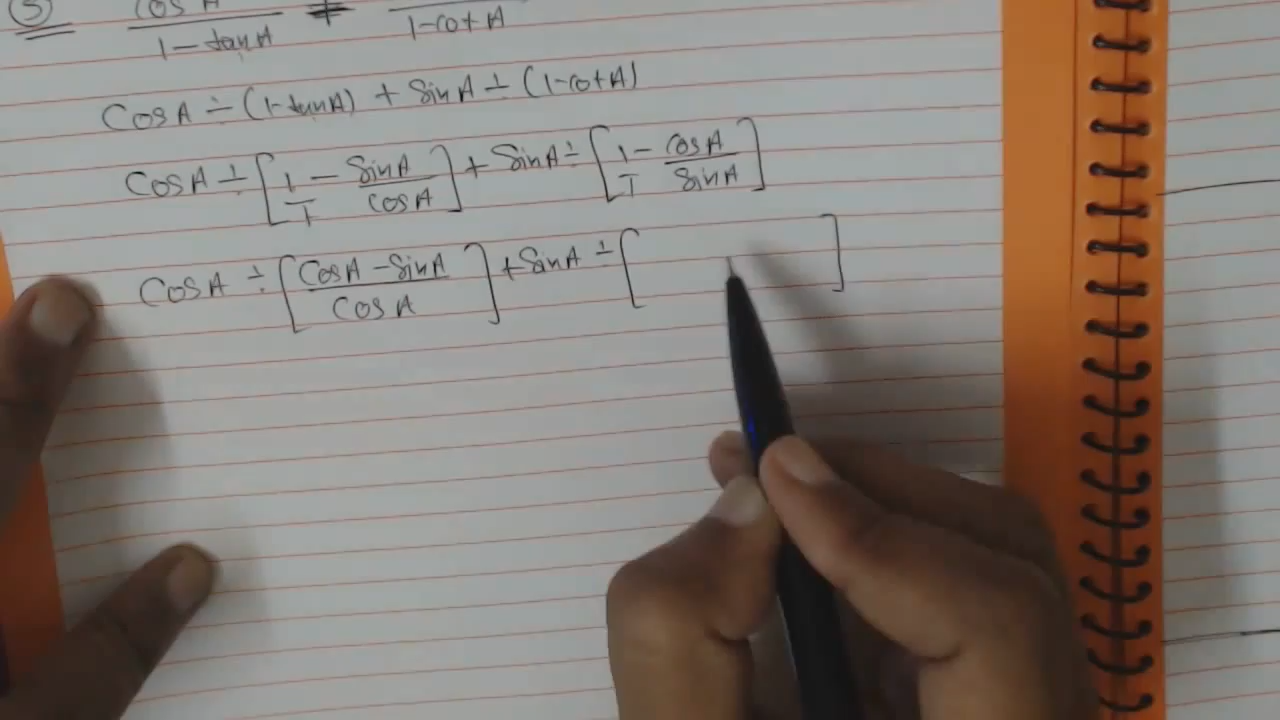 ③ cos A / 1 - tan A + / 1 - cot A
Cos A ÷ (1 - tan A) + Sin A ÷ (1 - cot A)
Cos A ÷ [1/1 - Sin A/Cos A] + Sin A ÷ [1/1 - Cos A/Sin A]
Cos A ÷ [Cos A - Sin A / Cos A] + Sin A ÷ [ ]